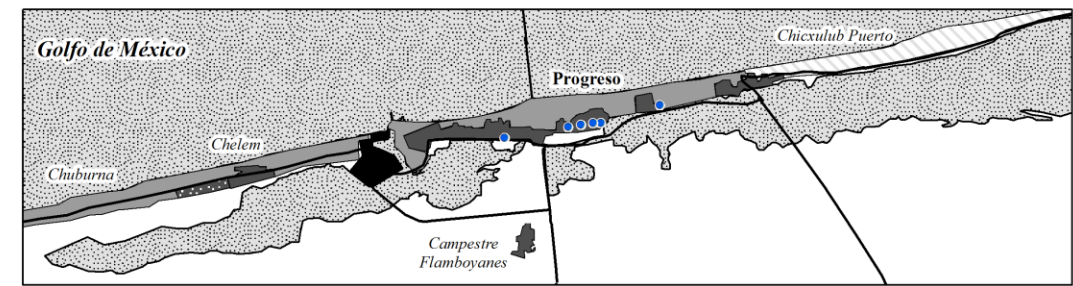 Golfo de México
Chicxulub Puerto
Progreso
Chelem
Chuburna
Campestre
Flamboyanes